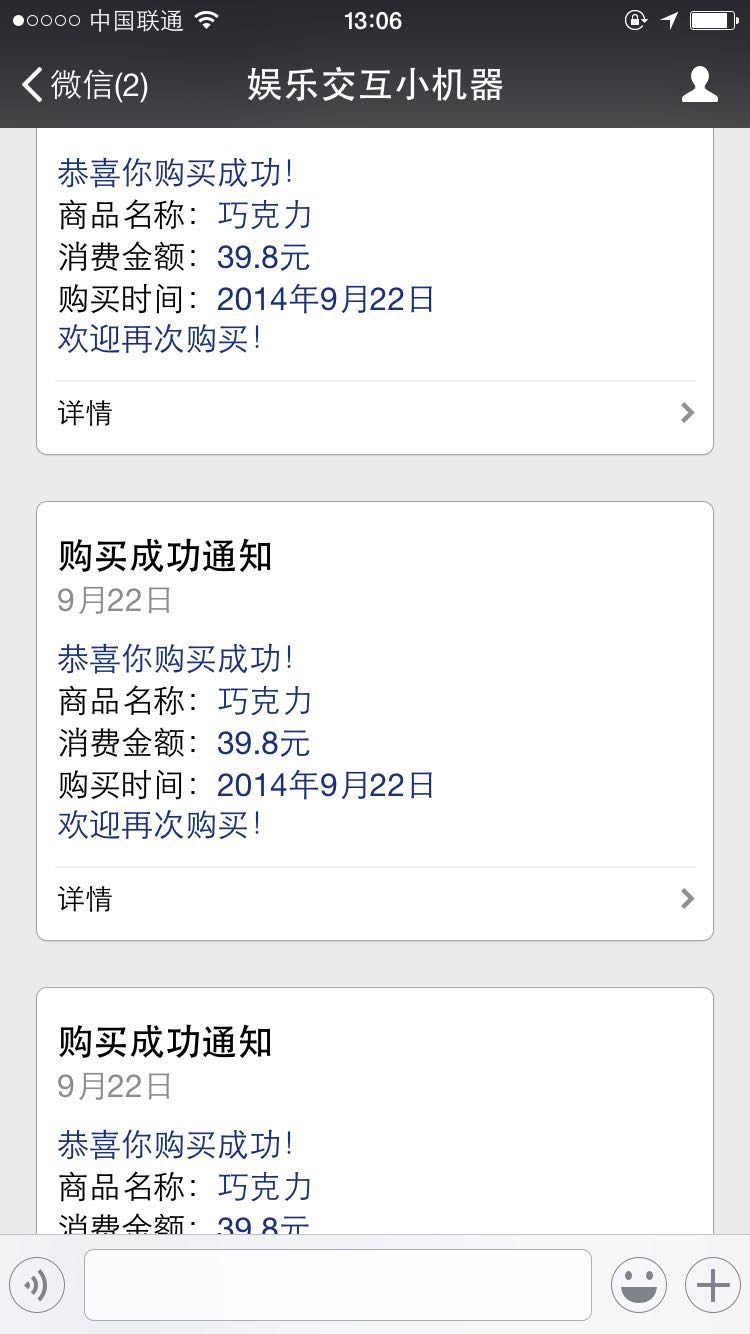 中国联通 13:06
微信(2) 娱乐交互小机器
恭喜你购买成功！
商品名称：巧克力
消费金额：39.8元
购买时间：2014年9月22日
欢迎再次购买！
详情
购买成功通知
9月22日
恭喜你购买成功！
商品名称：巧克力
消费金额：39.8元
购买时间：2014年9月22日
欢迎再次购买！
详情
购买成功通知
9月22日
恭喜你购买成功！
商品名称：巧克力
消费金额：39.8元